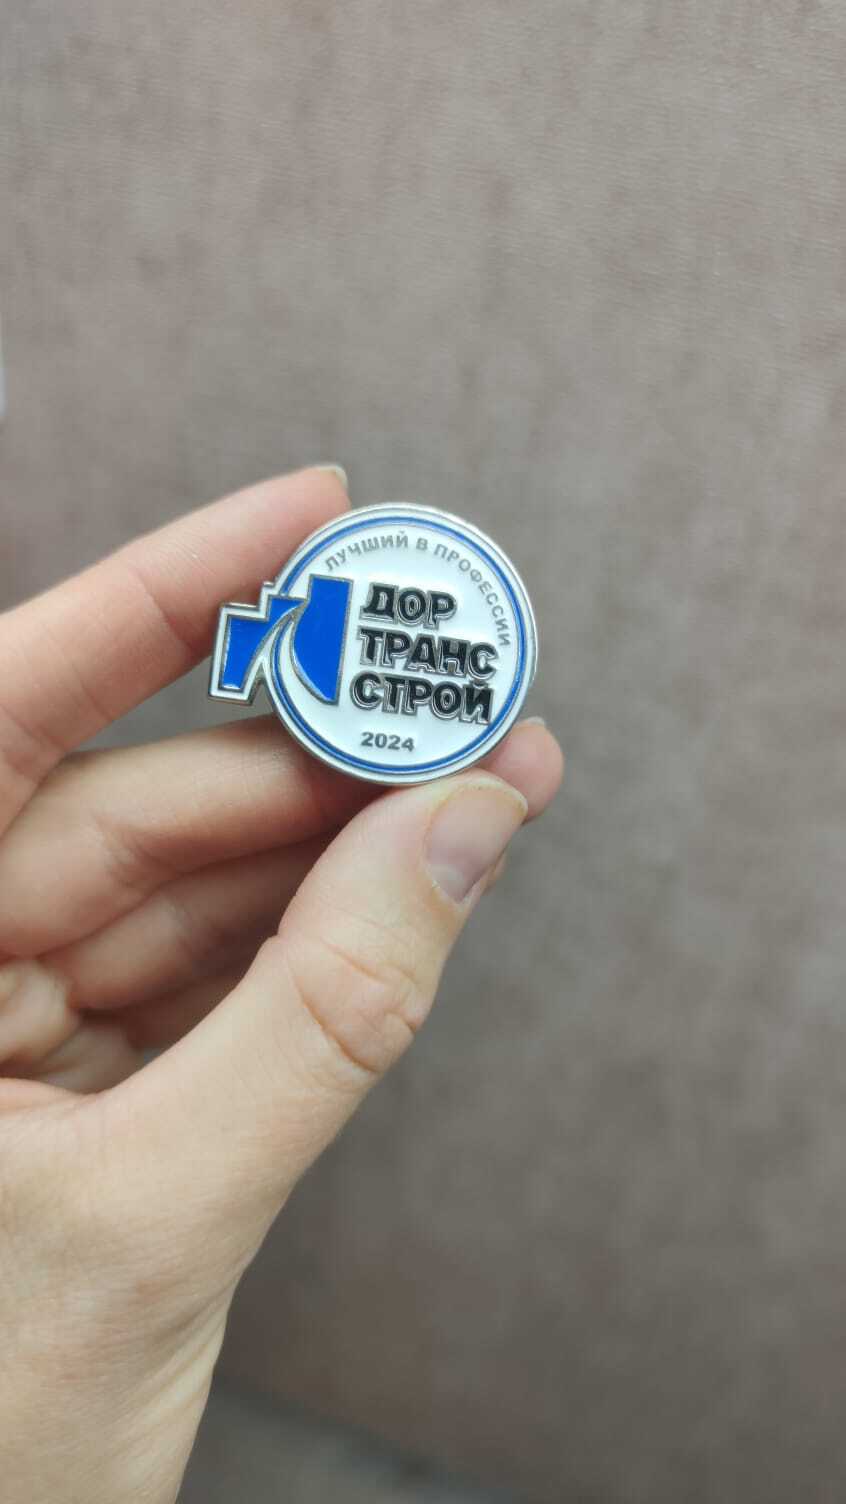 ЛУЧШИЙ В ПРОФЕССИИ
ДОР
ТРАНС
СТРОЙ
2024